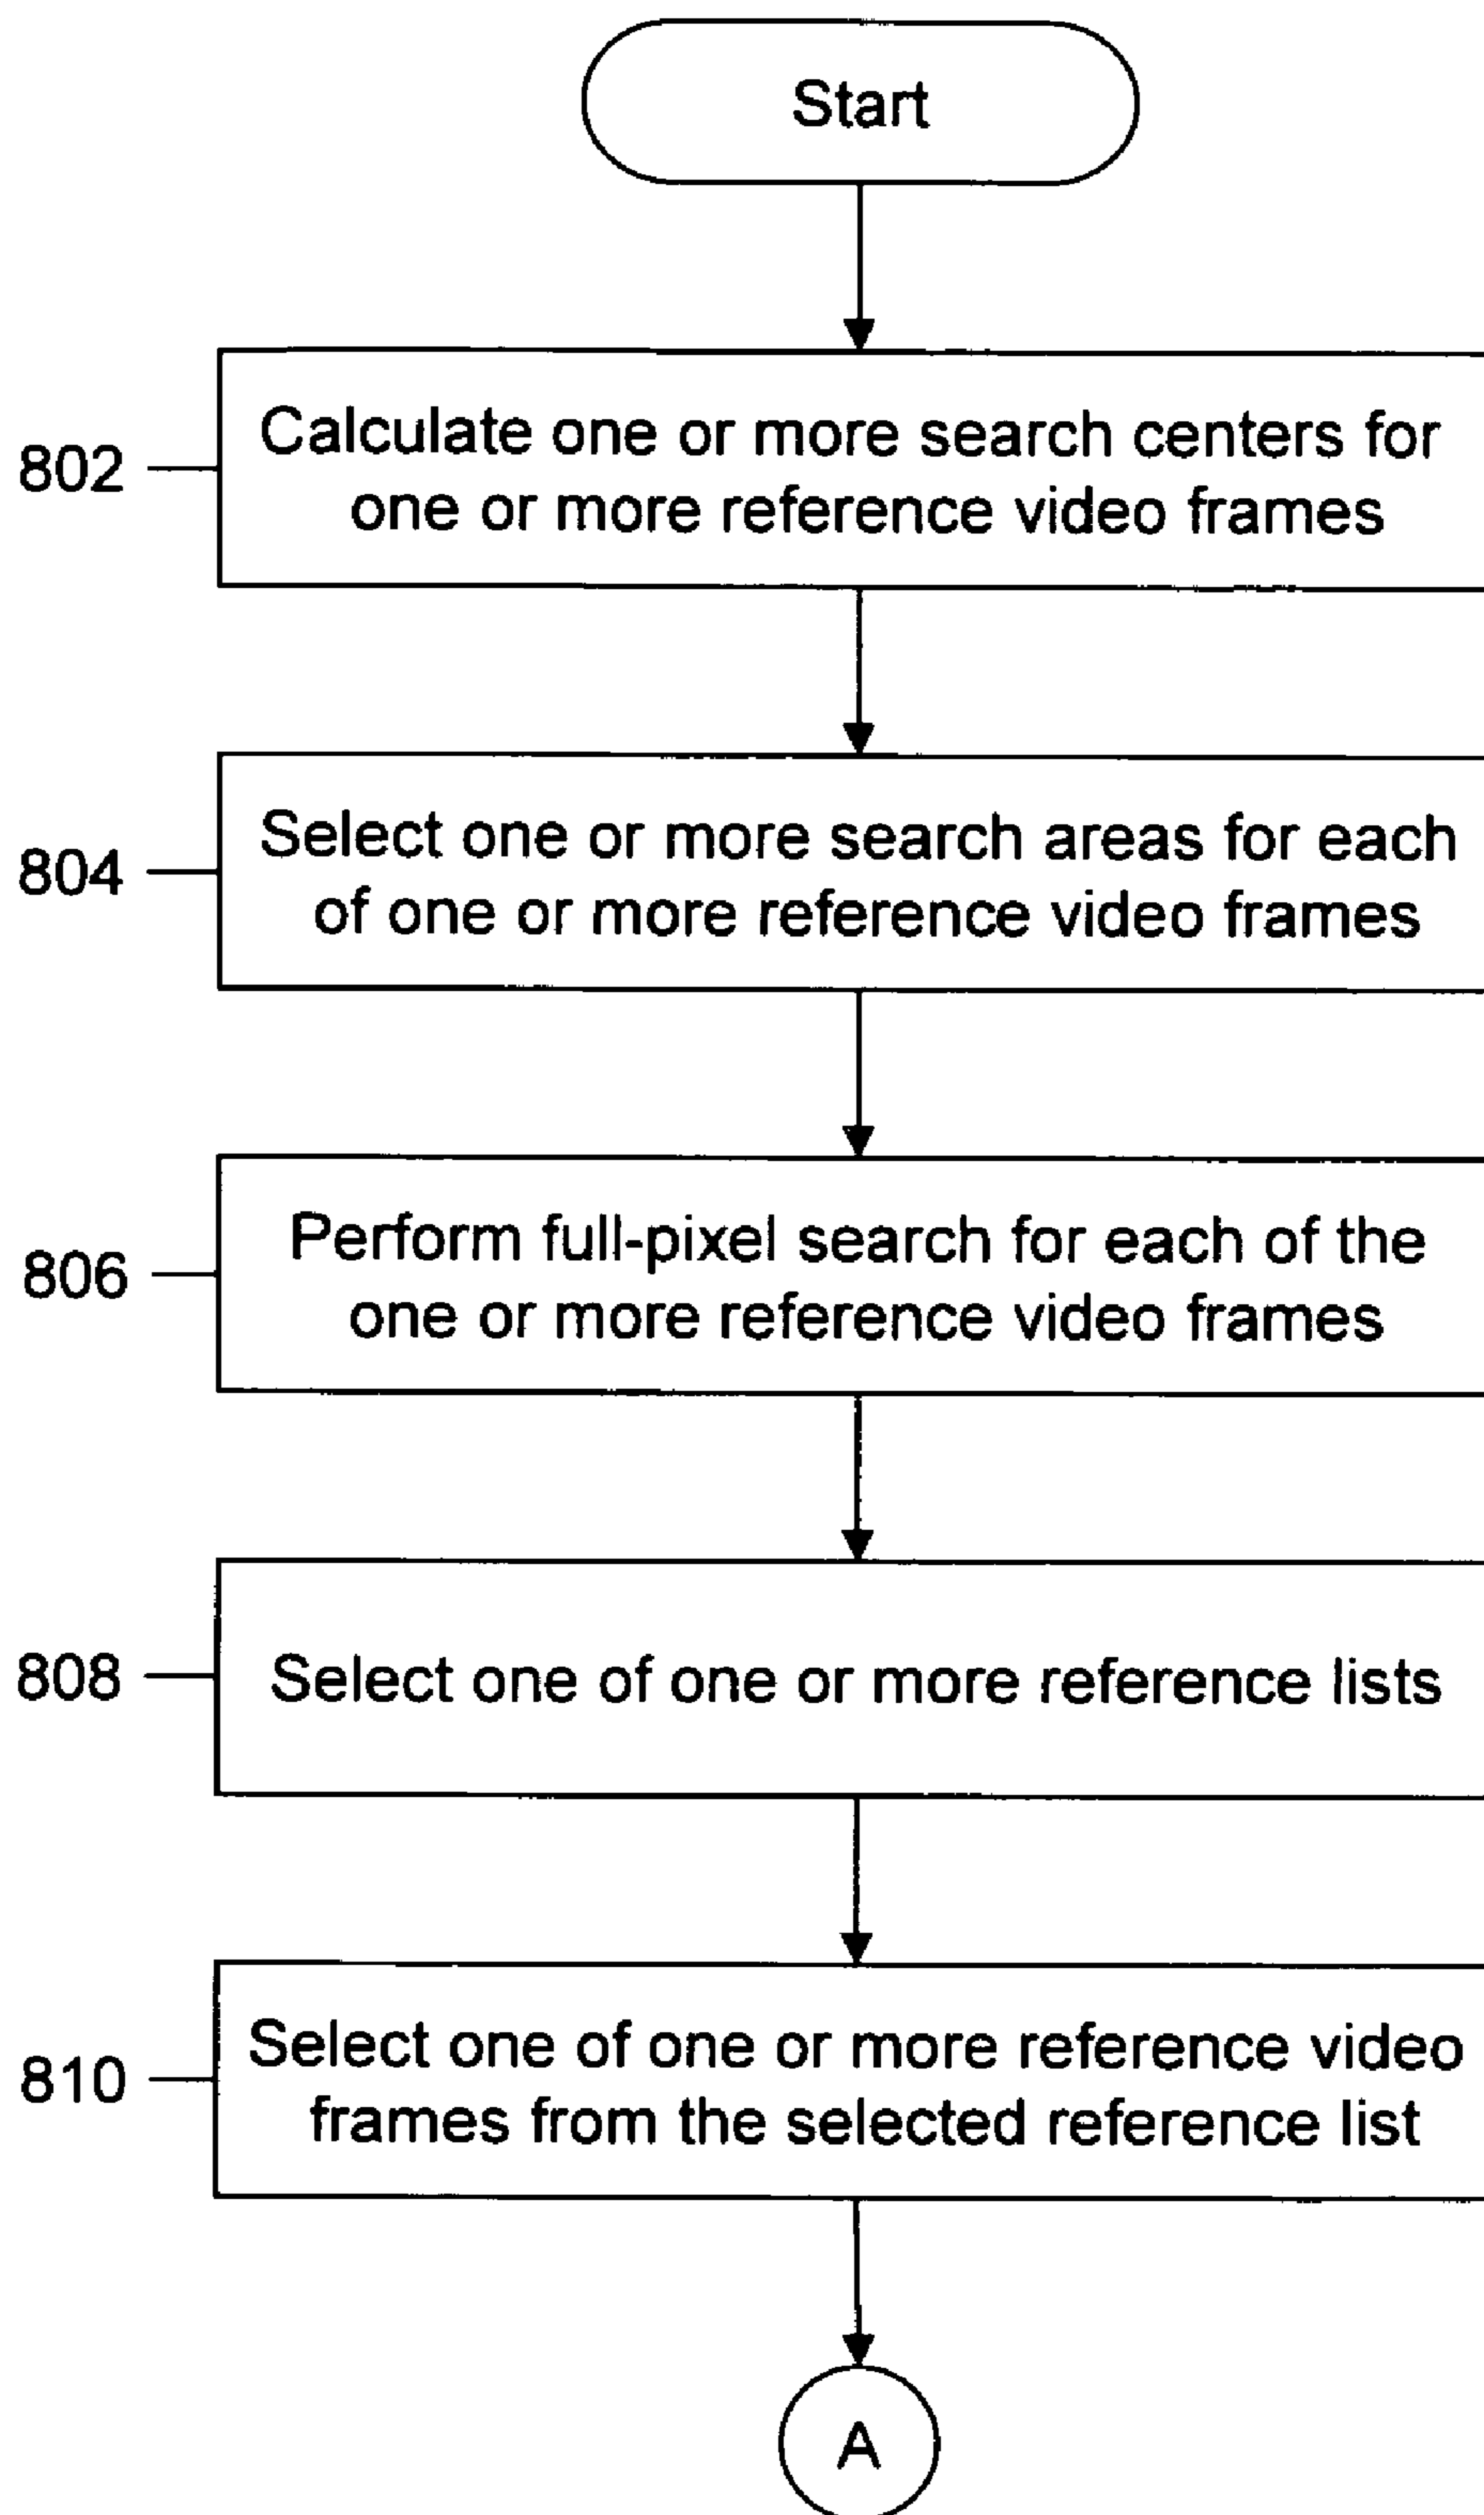 Start
802
Calculate one or more search centers for
one or more reference video frames
804
Select one or more search areas for each
of one or more reference video frames
806
Perform full-pixel search for each of the
one or more reference video frames
808
Select one of one or more reference lists
810
Select one of one or more reference video
frames from the selected reference list
A